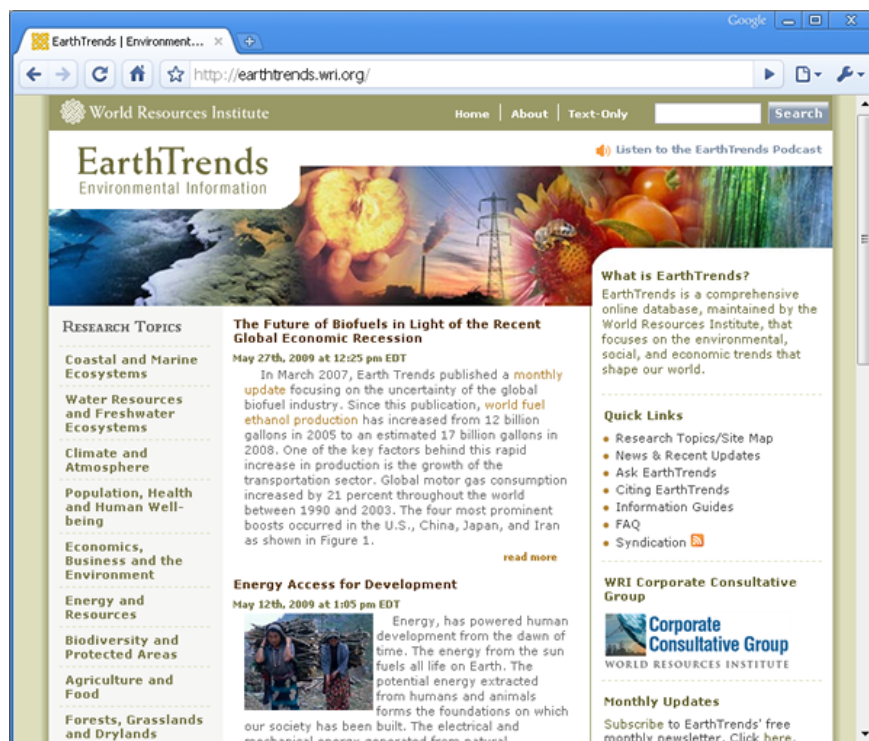 Google
EarthTrends | Environment...
http://earthtrends.wri.org/
World Resources Institute
Home | About | Text-Only
Search
Listen to the EarthTrends Podcast
EarthTrends
Environmental Information
RESEARCH TOPICS
Coastal and Marine
Ecosystems
Water Resources
and Freshwater
Ecosystems
Climate and
Atmosphere
Population, Health
and Human Well-
being
Economics,
Business and the
Environment
Energy and
Resources
Biodiversity and
Protected Areas
Agriculture and
Food
Forests, Grasslands
and Drylands
The Future of Biofuels in Light of the Recent
Global Economic Recession
May 27th, 2009 at 12:25 pm EDT
In March 2007, Earth Trends published a monthly
update focusing on the uncertainty of the global
biofuel industry. Since this publication, world fuel
ethanol production has increased from 12 billion
gallons in 2005 to an estimated 17 billion gallons in
2008. One of the key factors behind this rapid
increase in production is the growth of the
transportation sector. Global motor gas consumption
increased by 21 percent throughout the world
between 1990 and 2003. The four most prominent
boosts occurred in the U.S., China, Japan, and Iran
as shown in Figure 1.
read more
Energy Access for Development
May 12th, 2009 at 1:05 pm EDT
Energy, has powered human
development from the dawn of
time. The energy from the sun
fuels all life on Earth. The
potential energy extracted
from humans and animals
forms the foundations on which
our society has been built. The electrical and
mechanical energy generated from natural
What is EarthTrends?
EarthTrends is a comprehensive
online database, maintained by the
World Resources Institute, that
focuses on the environmental,
social, and economic trends that
shape our world.
Quick Links
Research Topics/Site Map
News & Recent Updates
Ask EarthTrends
Citing EarthTrends
Information Guides
FAQ
Syndication
WRI Corporate Consultative
Group
Corporate
Consultative Group
WORLD RESOURCES INSTITUTE
Monthly Updates
Subscribe to EarthTrends' free
monthly newsletter. Click here.